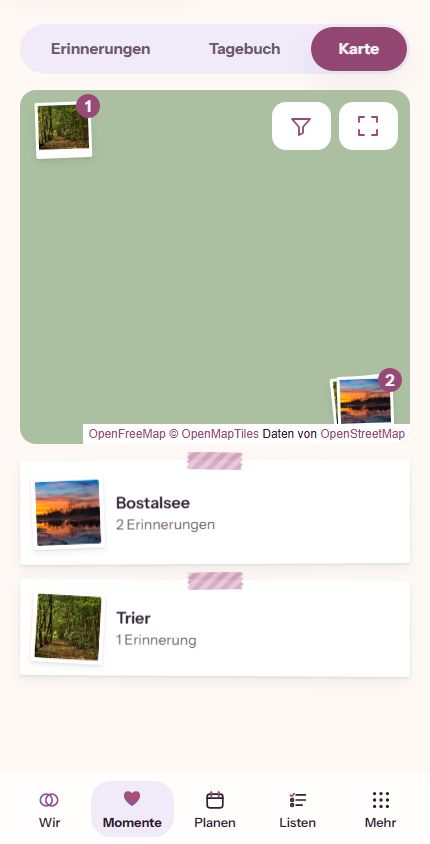 Erinnerungen Tagebuch Karte
1
2
OpenFreeMap © OpenMapTiles Daten von OpenStreetMap
Bostalsee
2 Erinnerungen
Trier
1 Erinnerung
Wir Momente Planen Listen Mehr